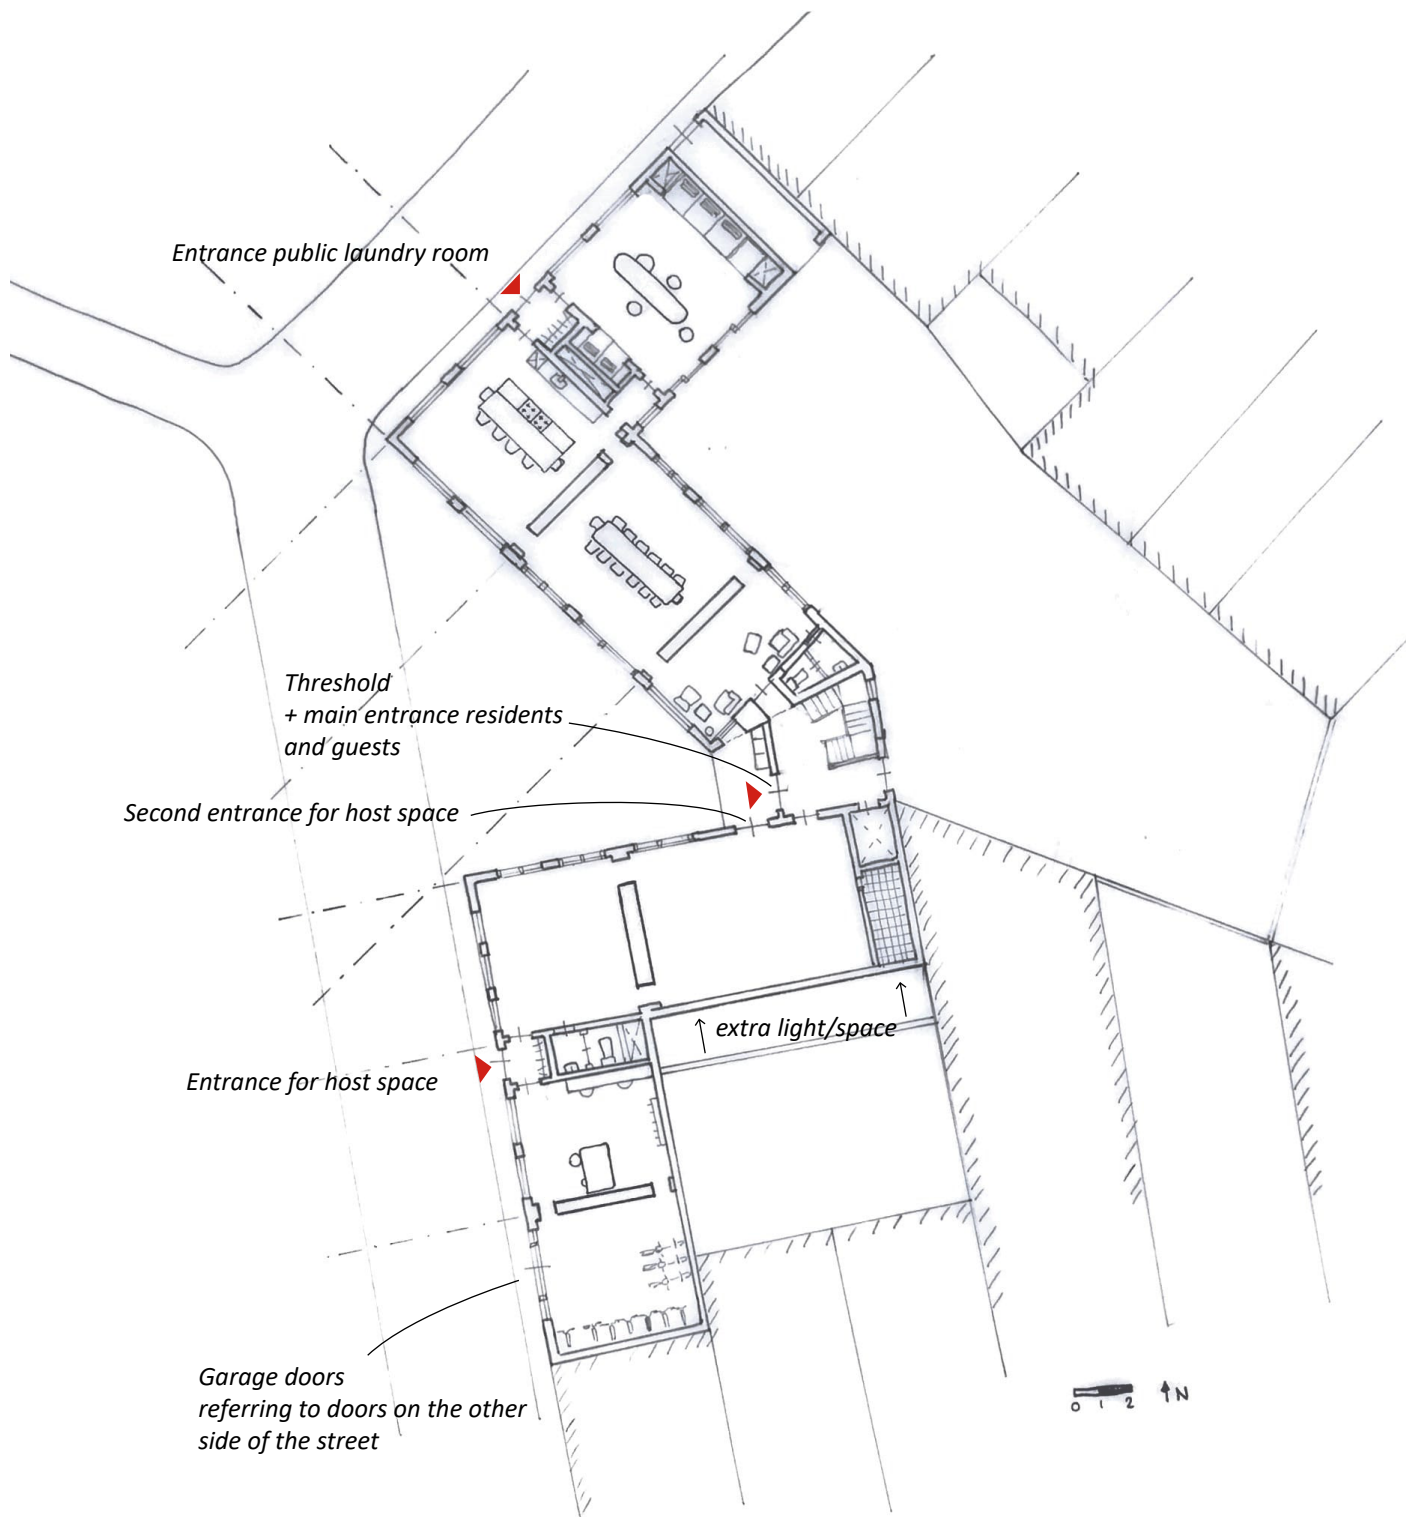 Entrance public laundry room
Threshold
+ main entrance residents
and guests
Second entrance for host space
extra light/space
Entrance for host space
Garage doors
referring to doors on the other
side of the street
0 1 2
N